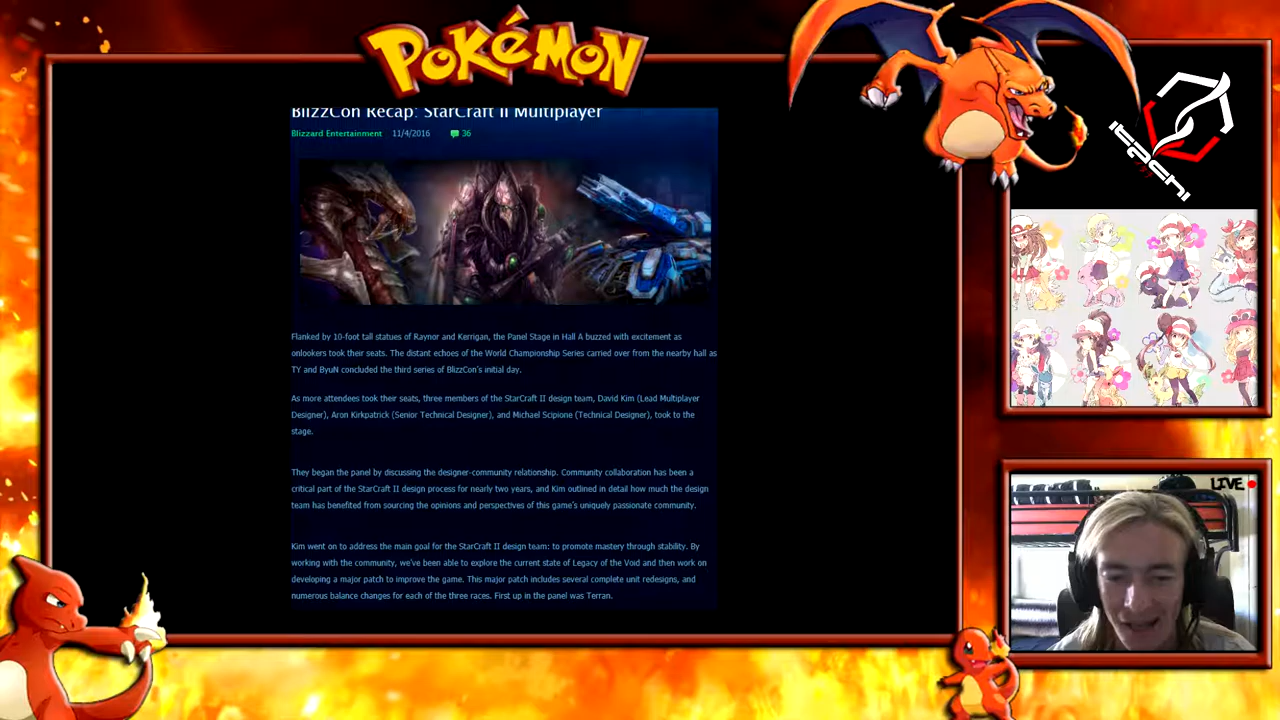 POKéMON
BlizzCon Recap: StarCraft II Multiplayer
Blizzard Entertainment 11/4/2016 36
Flanked by 10-foot tall statues of Raynor and Kerrigan, the Panel Stage in Hall A buzzed with excitement as
onlookers took their seats. The distant echoes of the World Championship Series carried over from the nearby hall as
TY and ByuN concluded the third series of BlizzCon's initial day.
As more attendees took their seats, three members of the StarCraft II design team, David Kim (Lead Multiplayer
Designer), Aron Kirkpatrick (Senior Technical Designer), and Michael Scipione (Technical Designer), took to the
stage.
They began the panel by discussing the designer-community relationship. Community collaboration has been a
critical part of the StarCraft II design process for nearly two years, and Kim outlined in detail how much the design
team has benefited from sourcing the opinions and perspectives of this game's uniquely passionate community.
Kim went on to address the main goal for the StarCraft II design team: to promote mastery through stability. By
working with the community, we've been able to explore the current state of Legacy of the Void and then work on
developing a major patch to improve the game. This major patch includes several complete unit redesigns, and
numerous balance changes for each of the three races. First up in the panel was Terran.
itachi
LIVE